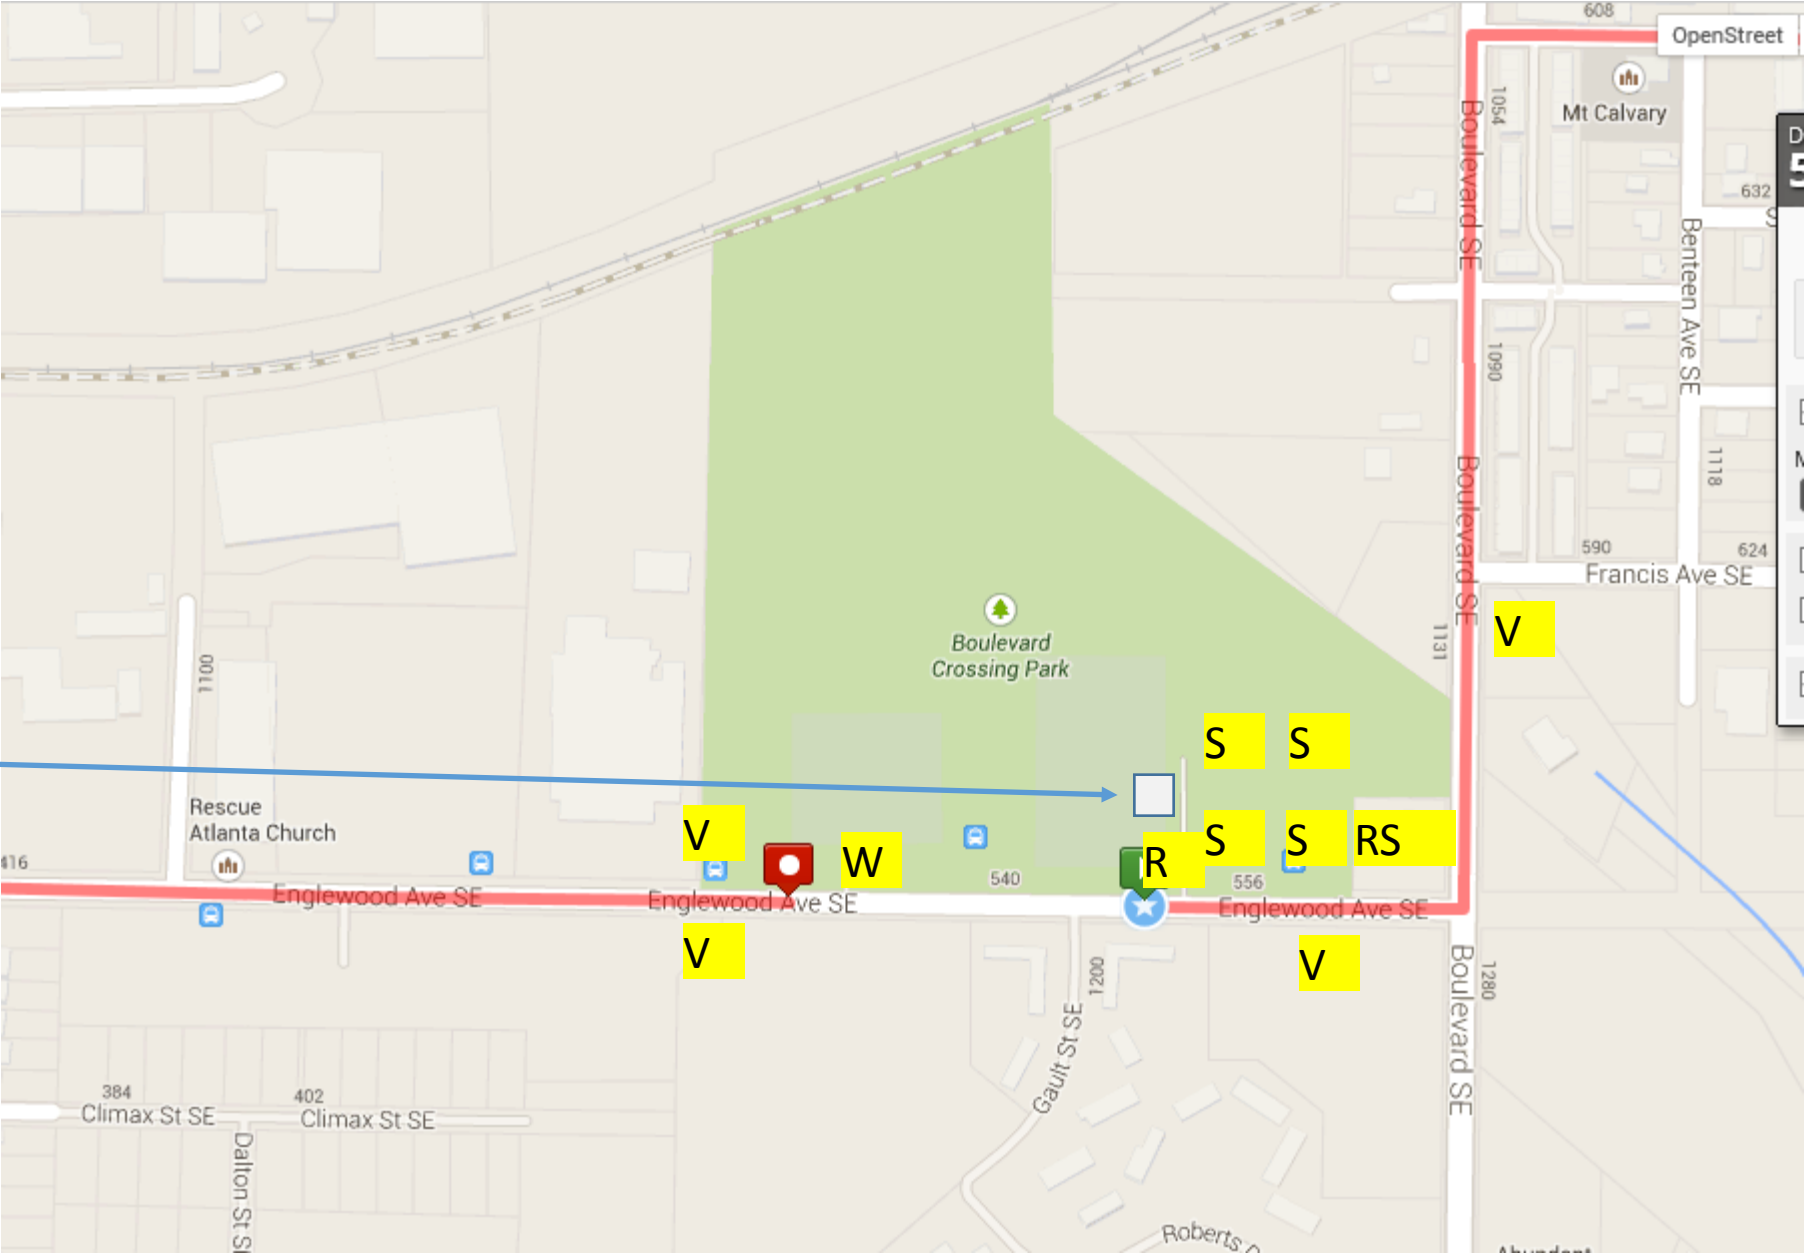 608
OpenStreet
Mt Calvary
1054
Boulevard SE
D
5
632
S
Benteen Ave SE
1090
Boulevard SE
1118
590
624
Francis Ave SE
M
Boulevard
Crossing Park
1131
V
1100
S
S
Rescue
Atlanta Church
V
W
R
S
S
RS
416
540
556
Englewood Ave SE
Englewood Ave SE
Englewood Ave SE
V
V
1200
Boulevard SE
1280
Gault St SE
384
402
Climax St SE
Climax St SE
Dalton St S
Roberts
Abundant